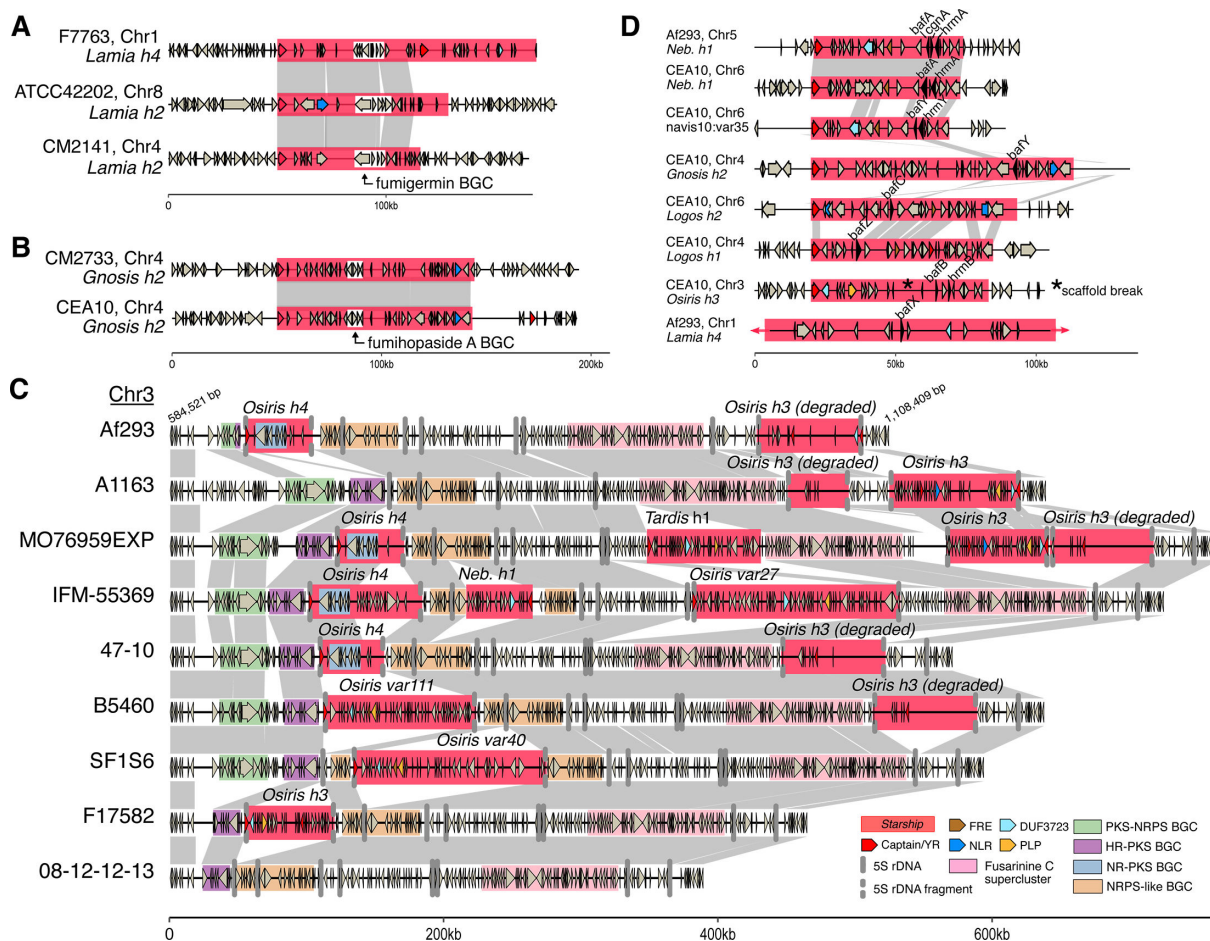 A
F7763, Chr1
Lamia h4
ATCC42202, Chr8
Lamia h2
CM2141, Chr4
Lamia h2
fumigermin BGC
0
100kb
B
CM2733, Chr4
Gnosis h2
CEA10, Chr4
Gnosis h2
fumihopaside A BGC
0
100kb
200kb
D
Af293, Chr5
Neb. h1
bafA
cgnA
hrmA
CEA10, Chr6
Neb. h1
bafA
hrmA
CEA10, Chr6
navis10:var35
bafY
hrmY
CEA10, Chr4
Gnosis h2
bafY
CEA10, Chr6
Logos h2
bafC
CEA10, Chr4
Logos h1
bafZ
CEA10, Chr3
Osiris h3
*
bafB
hrmB
*scaffold break
Af293, Chr1
Lamia h4
bafX
0
50kb
100kb
C
Chr3
584,521 bp
1,108,409 bp
Af293
Osiris h4
Osiris h3 (degraded)
A1163
Osiris h3 (degraded)
Osiris h3
MO76959EXP
Osiris h4
Tardis h1
Osiris h3
Osiris h3 (degraded)
IFM-55369
Osiris h4
Neb. h1
Osiris var27
47-10
Osiris h4
Osiris h3 (degraded)
B5460
Osiris var111
Osiris h3 (degraded)
SF1S6
Osiris var40
F17582
Osiris h3
08-12-12-13
Starship
Captain/YR
5S rDNA
5S rDNA fragment
FRE
NLR
DUF3723
PLP
Fusarinine C
supercluster
PKS-NRPS BGC
HR-PKS BGC
NR-PKS BGC
NRPS-like BGC
0
200kb
400kb
600kb